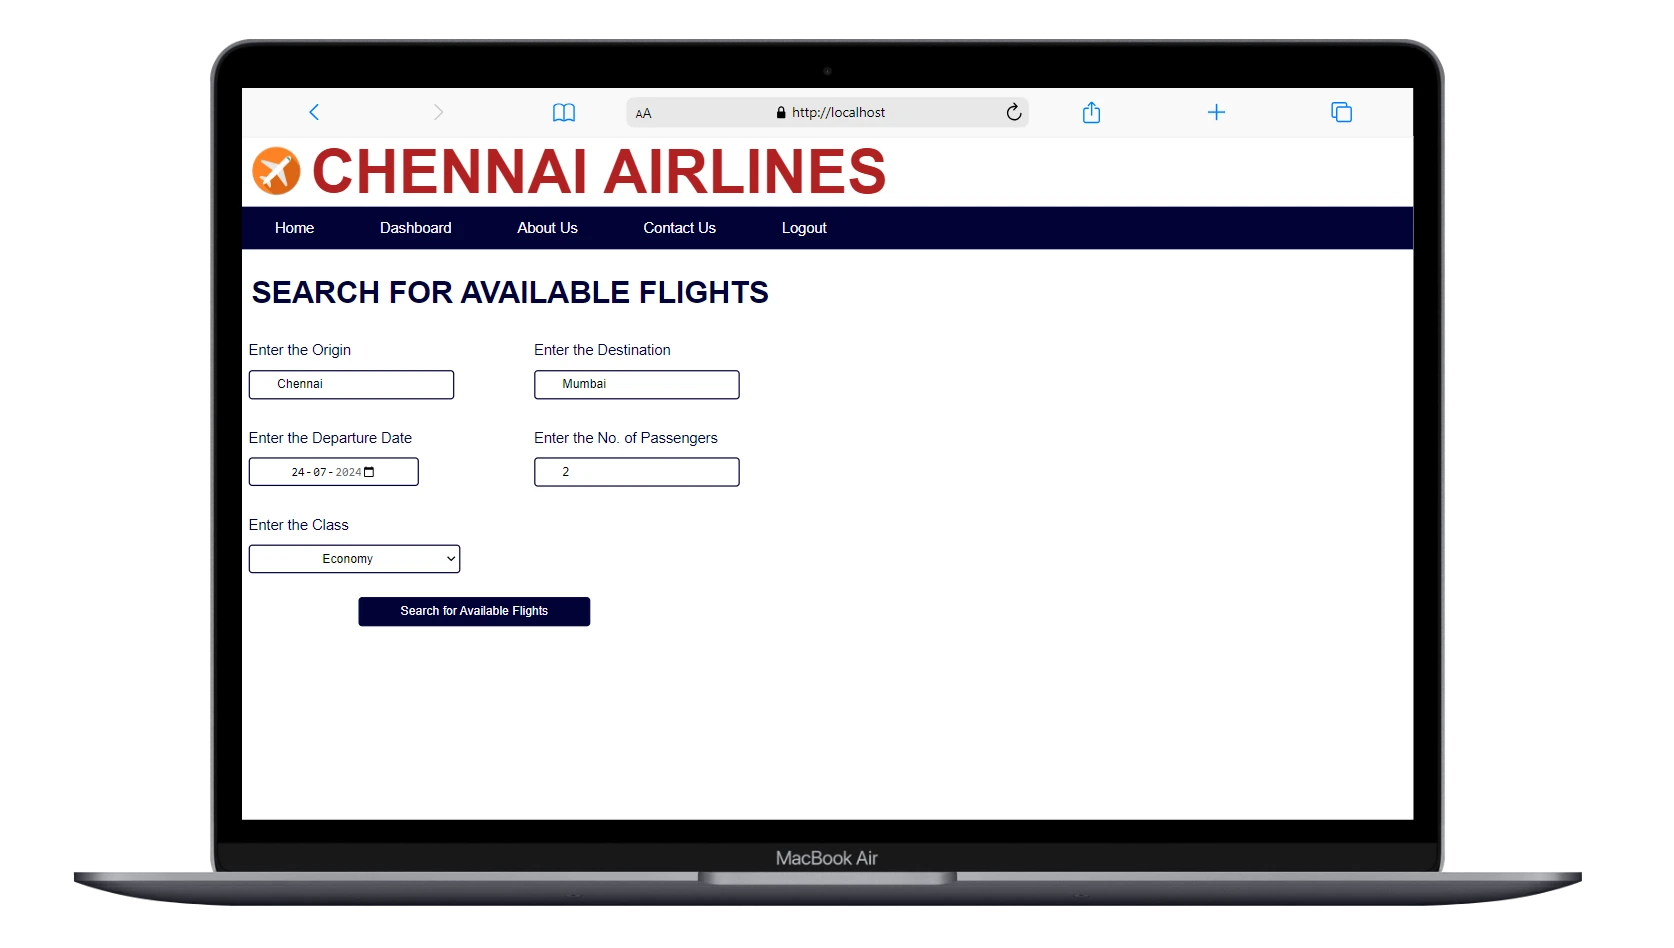 AA http://localhost
CHENNAI AIRLINES
Home Dashboard About Us Contact Us Logout
SEARCH FOR AVAILABLE FLIGHTS
Enter the Origin Enter the Destination
Chennai Mumbai
Enter the Departure Date Enter the No. of Passengers
24-07-2024 2
Enter the Class
Economy
Search for Available Flights
MacBook Air